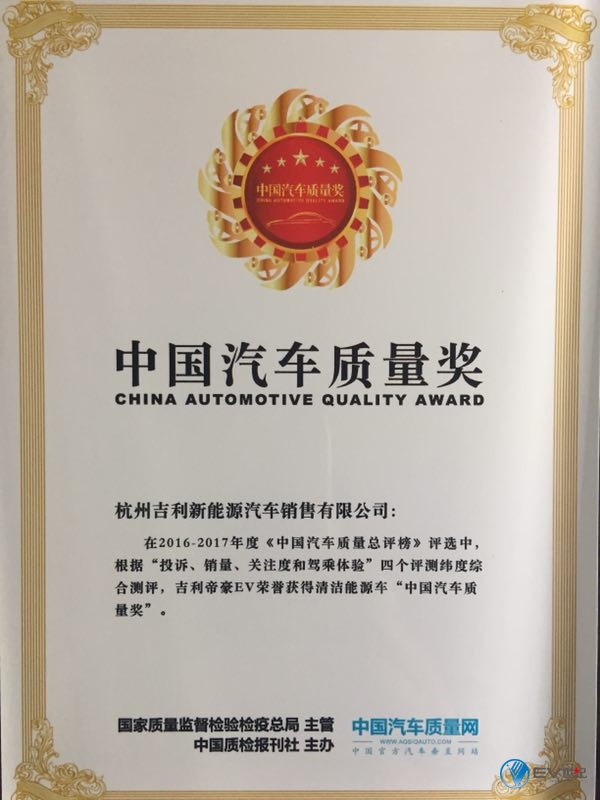 中国汽车质量奖
CHINA AUTOMOTIVE QUALITY AWARD
中国汽车质量奖
CHINA AUTOMOTIVE QUALITY AWARD
杭州吉利新能源汽车销售有限公司：
在2016-2017年度《中国汽车质量总评榜》评选中，
根据“投诉、销量、关注度和驾乘体验”四个评测纬度综
合测评，吉利帝豪EV荣誉获得清洁能源车“中国汽车质
量奖”。
国家质量监督检验检疫总局 主管
中国质检报刊社 主办
中国汽车质量网
WWW.AQSIQAUTO.COM
中国官方汽车垂直网站
EV世纪